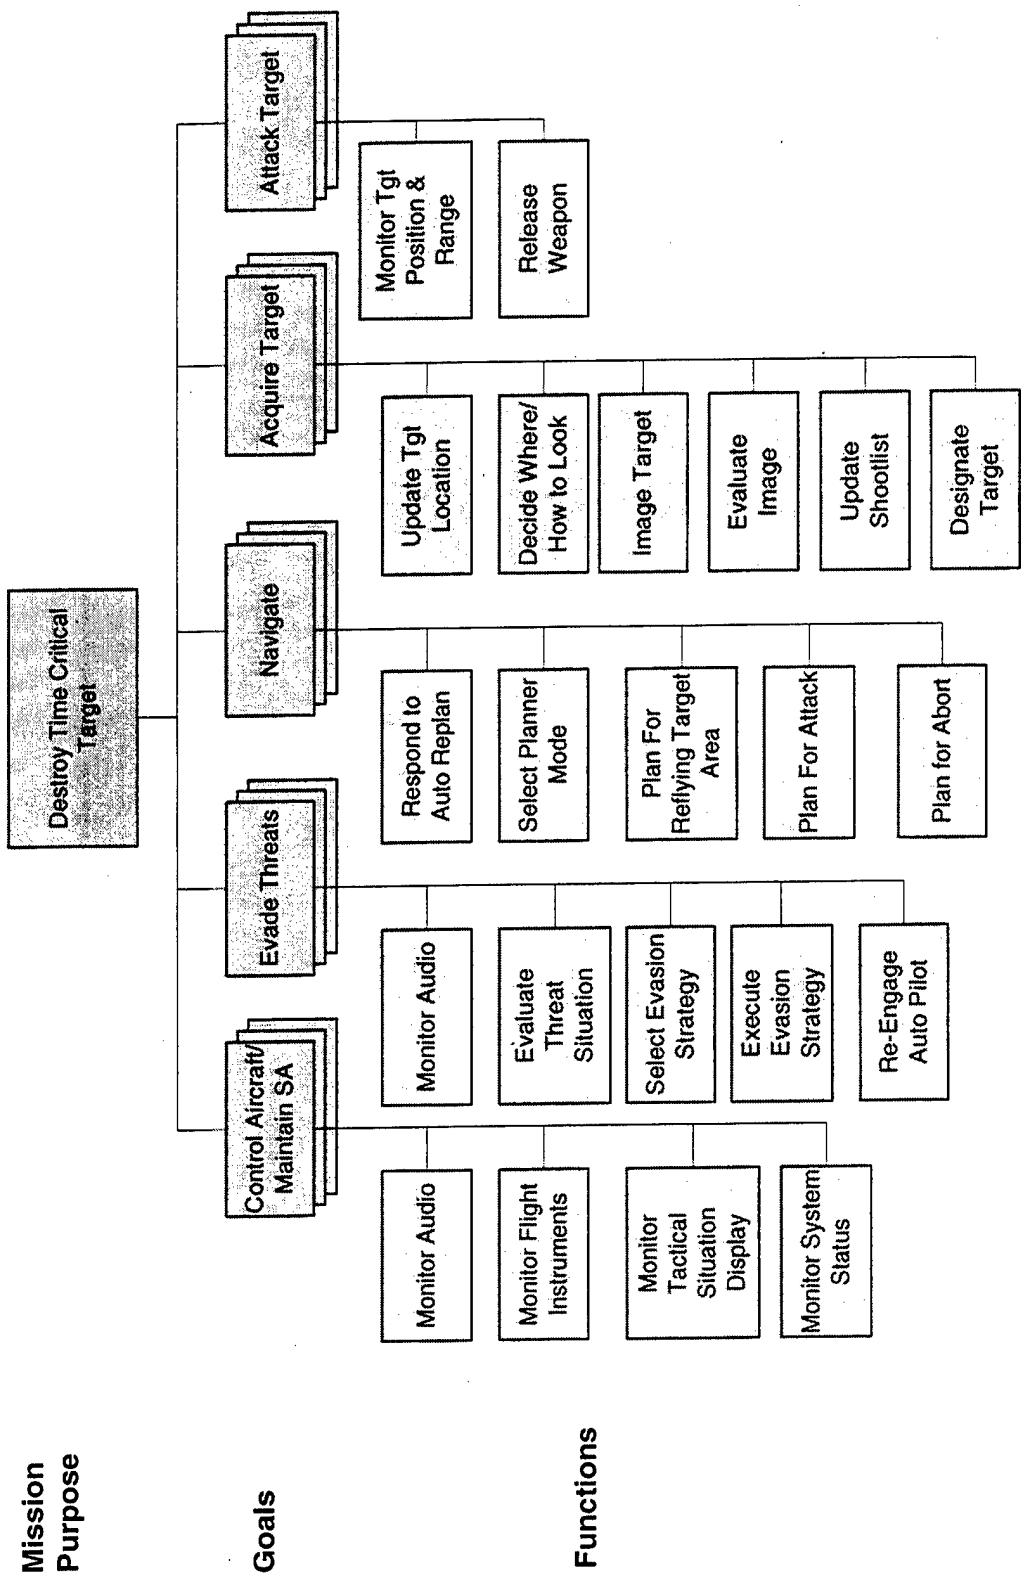 Mission
Purpose
Destroy Time Critical
Target
Goals
Control Aircraft/
Maintain SA
Evade Threats
Navigate
Acquire Target
Attack Target
Functions
Monitor Audio
Monitor Flight
Instruments
Monitor
Tactical
Situation
Display
Monitor System
Status
Monitor Audio
Evaluate
Threat
Situation
Select Evasion
Strategy
Execute
Evasion
Strategy
Re-Engage
Auto Pilot
Respond to
Auto Replan
Select Planner
Mode
Plan For
Reflying Target
Area
Plan For Attack
Plan for Abort
Update Tgt
Location
Decide Where/
How to Look
Image Target
Evaluate
Image
Update
Shootlist
Designate
Target
Monitor Tgt
Position &
Range
Release
Weapon